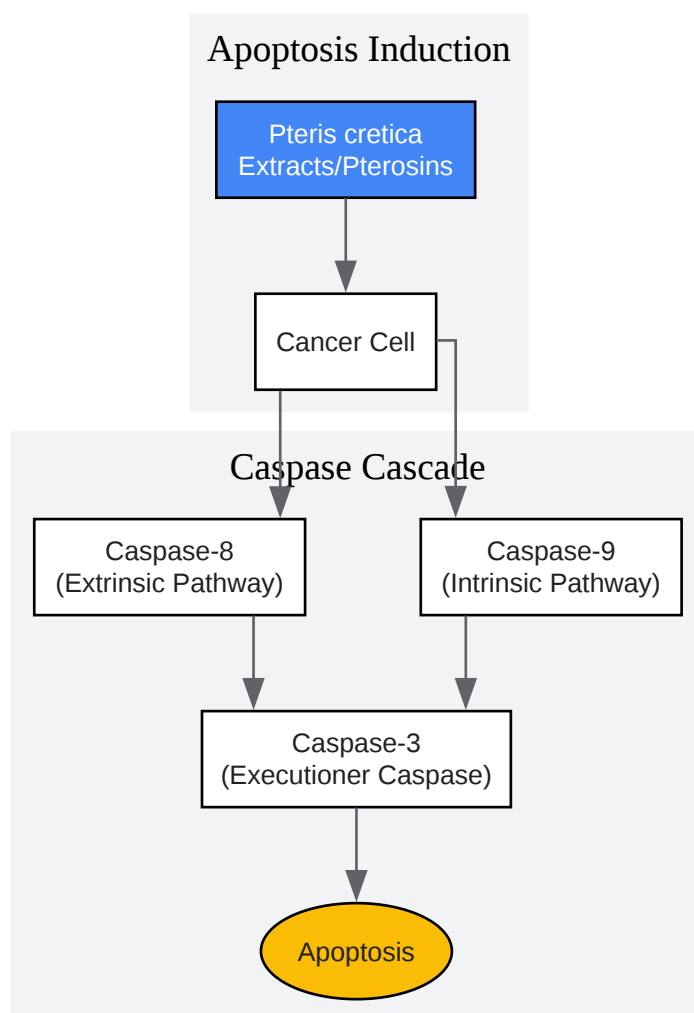 Apoptosis Induction
Pteris cretica
Extracts/Pterosins
Cancer Cell
Caspase Cascade
Caspase-8
(Extrinsic Pathway)
Caspase-9
(Intrinsic Pathway)
Caspase-3
(Executioner Caspase)
Apoptosis